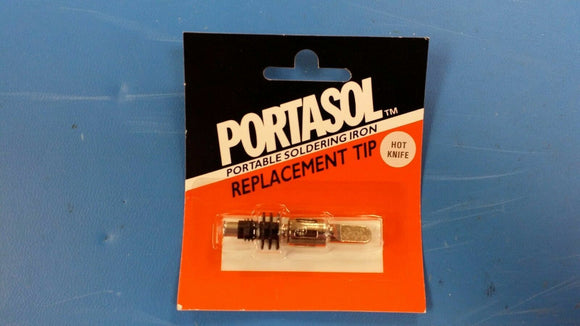 PORTASOL™
PORTABLE SOLDERING IRON
REPLACEMENT TIP
HOT
KNIFE